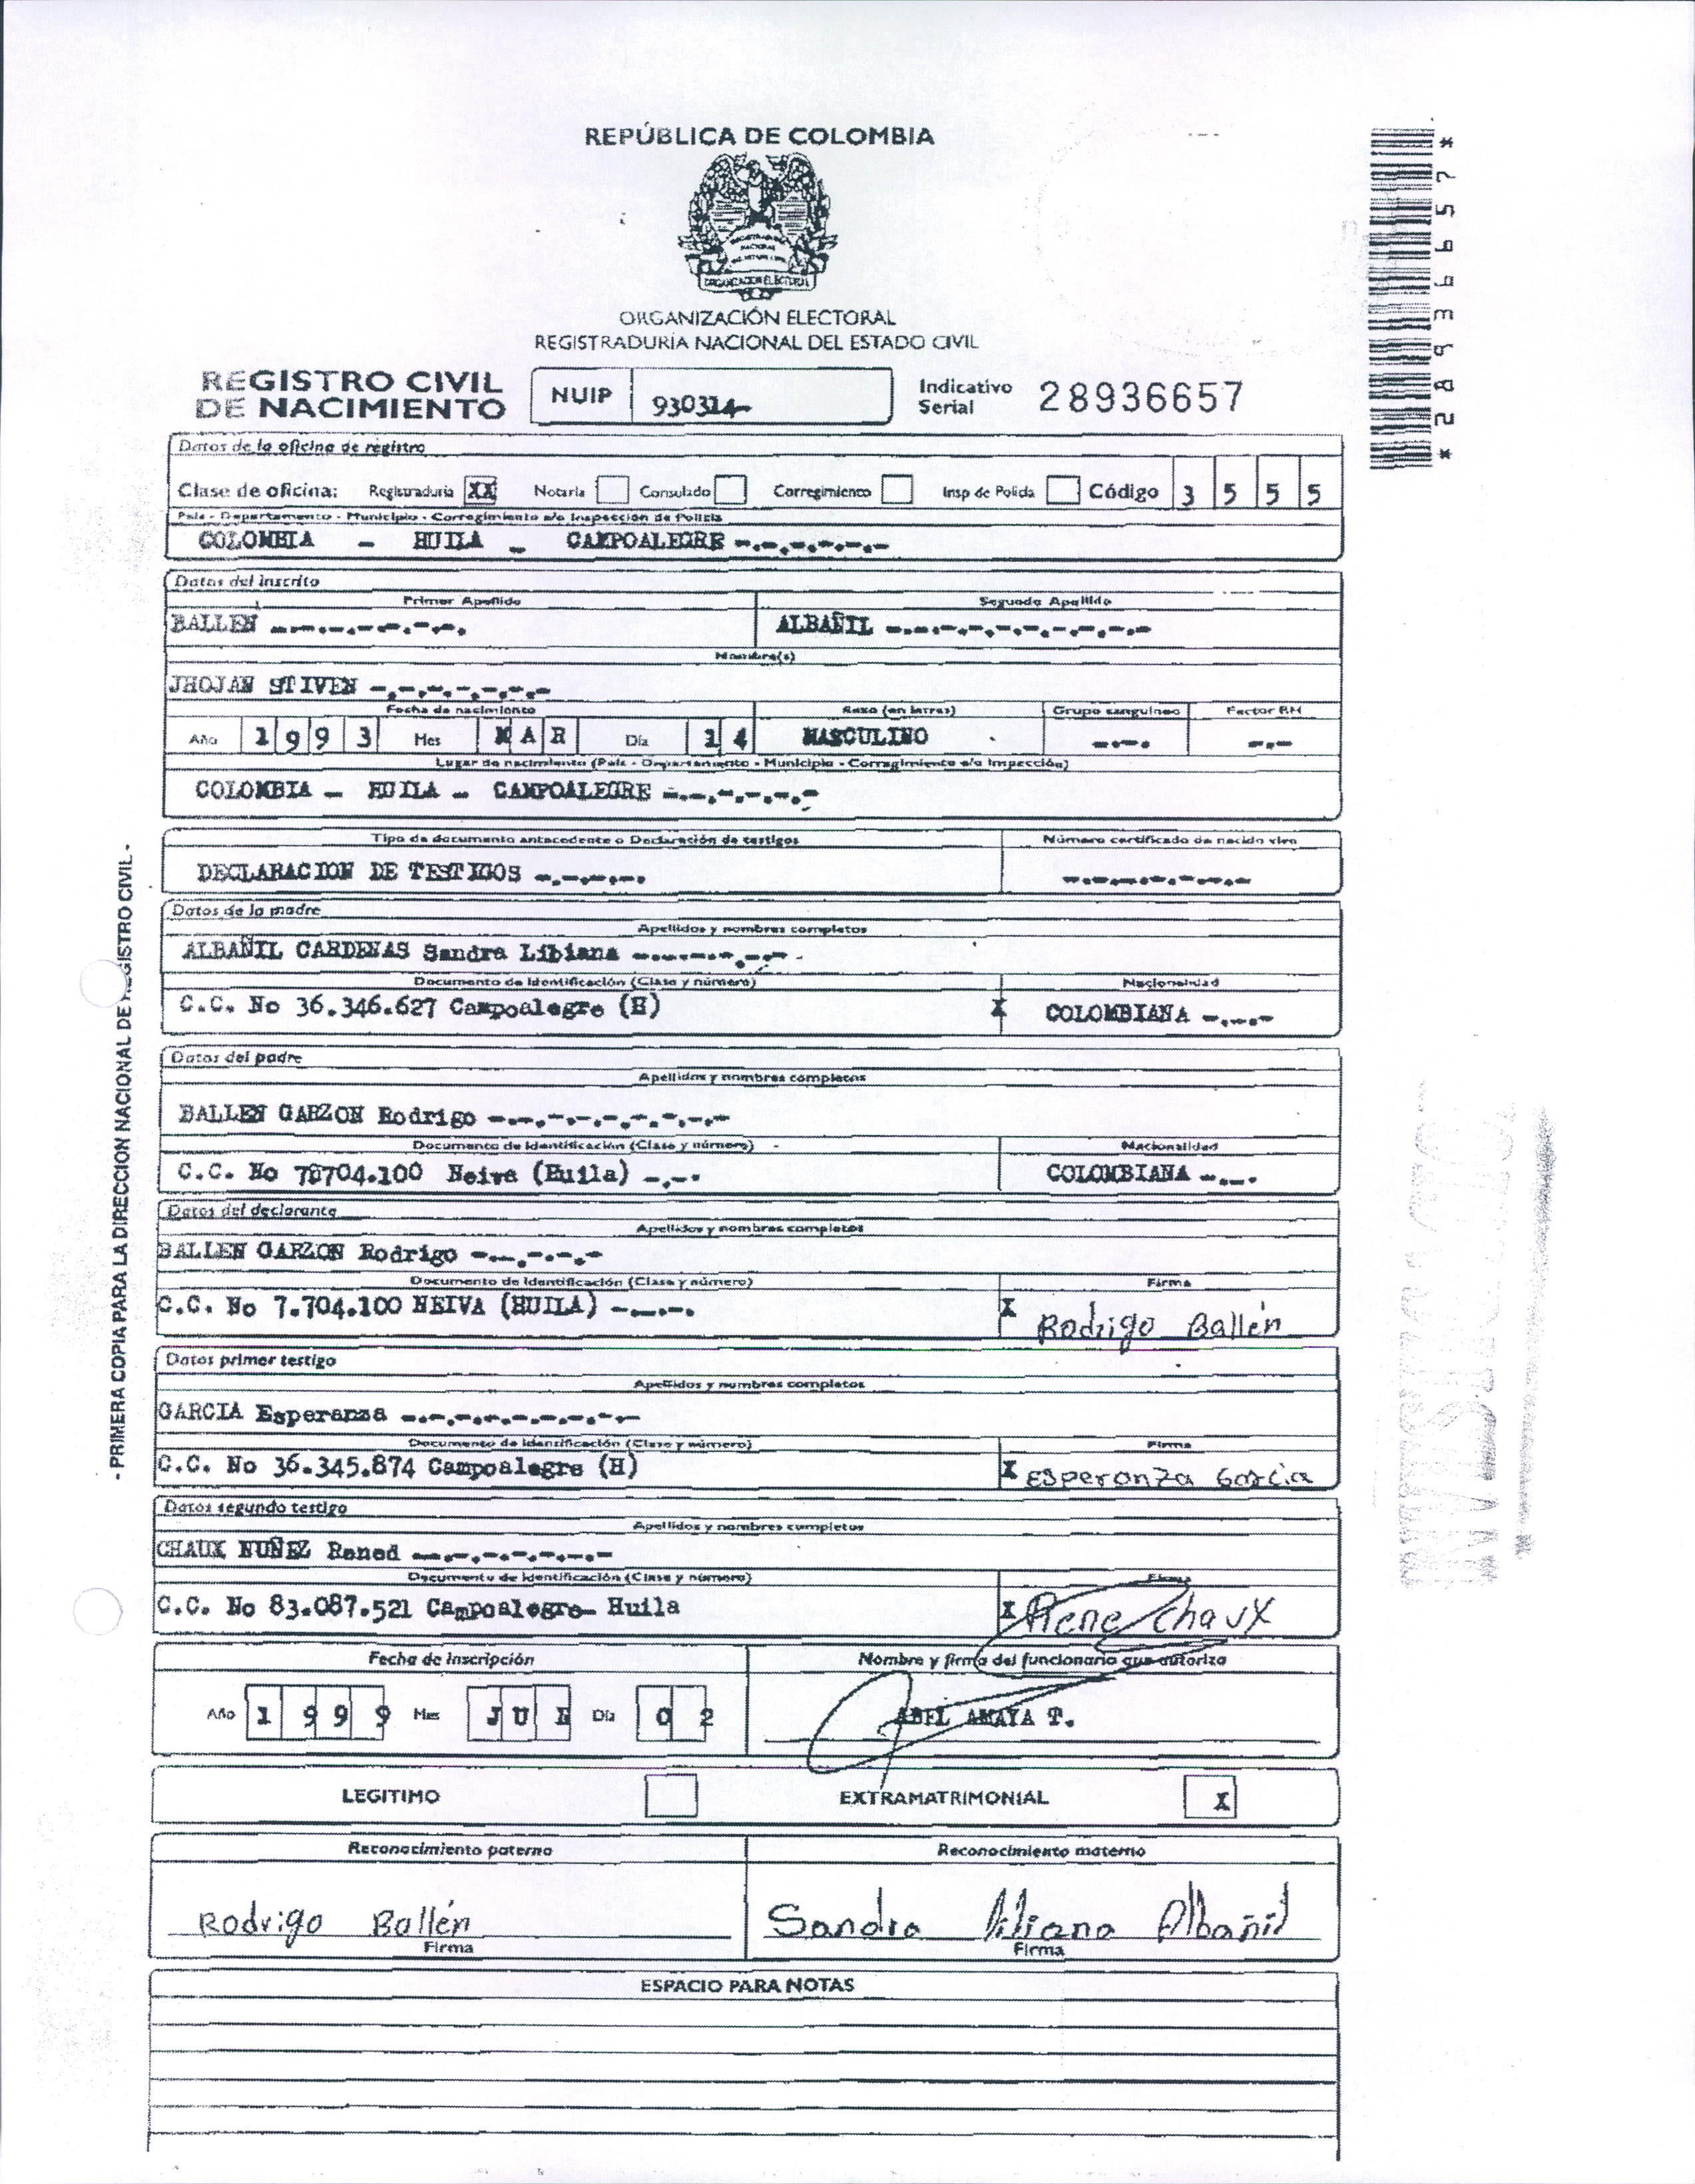 REPÚBLICA DE COLOMBIA
ORGANIZACION ELECTORAL
ORGANIZACIÓN ELECTORAL
REGISTRADURÍA NACIONAL DEL ESTADO CIVIL
REGISTRO CIVIL
DE NACIMIENTO
NUIP 930314-
Indicativo
Serial 28936657
*28936657*
Datos de la oficina de registro
Clase de oficina: Registraduría XX Notaría Consulado Corregimiento Insp de Policía Código 3 5 5 5
País - Departamento - Municipio - Corregimiento e/o Inspección de Policía
COLOMBIA - HUILA - CAMPOALEGRE -.-.-.-.-.-
Datos del inscrito
Primer Apellido Segundo Apellido
BALLEN -.-.-.-.-.-. ALBAÑIL -.-.-.-.-.-.-.-
Nombre(s)
JHOJAN STIVEN -.-.-.-.-.-
Fecha de nacimiento Sexo (en letras) Grupo sanguíneo Factor RH
Año 1 9 9 3 Mes M A R Día 1 4 MASCULINO -.-. -.-
Lugar de nacimiento (País - Departamento - Municipio - Corregimiento e/o Inspección)
COLOMBIA - HUILA - CAMPOALEGRE -.-.-.-.-.-
Tipo de documento antecedente o Declaración de testigos Número certificado de nacido vivo
DECLARACION DE TESTIGOS -.-.-.-. -.-.-.-.-.-
Datos de la madre
Apellidos y nombres completos
ALBAÑIL CARDENAS Sandra Libiana -.-.-.-.-
Documento de Identificación (Clase y número) Nacionalidad
C.C. No 36.346.627 Campoalegre (H) X COLOMBIANA -.-.-
Datos del padre
Apellidos y nombres completos
BALLEN GARZON Rodrigo -.-.-.-.-.-.-.-
Documento de Identificación (Clase y número) Nacionalidad
C.C. No 704.100 Neiva (Huila) -.-. COLOMBIANA -.-.
Datos del declarante
Apellidos y nombres completos
BALLEN GARZON Rodrigo -.-.-.-.-
Documento de Identificación (Clase y número) Firma
C.C. No 7.704.100 NEIVA (HUILA) -.-.-. X Rodrigo Ballén
Datos primer testigo
Apellidos y nombres completos
GARCIA Esperanza -.-.-.-.-.-.-.-
Documento de Identificación (Clase y número) Firma
C.C. No 36.345.874 Campoalegre (H) X Esperanza García
Datos segundo testigo
Apellidos y nombres completos
CHAUX NUÑEZ Rened -.-.-.-.-.-.-
Documento de Identificación (Clase y número) Firma
C.C. No 83.087.521 Campoalegre- Huila X Rene Chaux
Fecha de inscripción Nombre y firma del funcionario que autoriza
Año 1 9 9 9 Mes J U Día 0 2 ABEL AMAYA T.
LEGITIMO EXTRAMATRIMONIAL X
Reconocimiento paterno Reconocimiento materno
Rodrigo Ballén Sandra liliana Albañil
Firma Firma
ESPACIO PARA NOTAS
- PRIMERA COPIA PARA LA DIRECCION NACIONAL DE REGISTRO CIVIL -